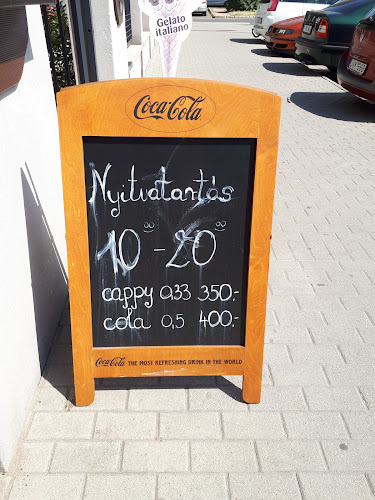 Gelato
italiano
Coca-Cola
Nyitvatartás
10⁰⁰ - 20⁰⁰
cappy 0,33 350.-
cola 0,5 400.-
Coca-Cola THE MOST REFRESHING DRINK IN THE WORLD